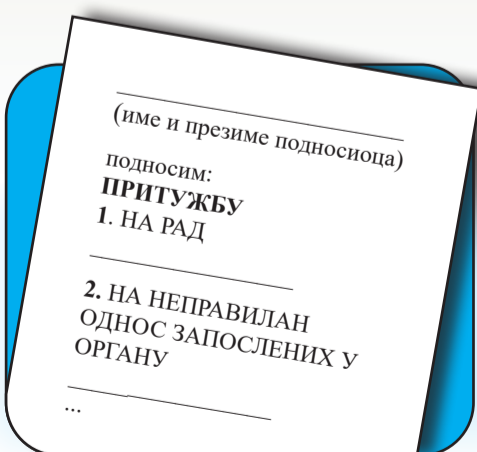 (име и презиме подносиоца)
подносим:
ПРИТУЖБУ
1. НА РАД
2. НА НЕПРАВИЛАН
ОДНОС ЗАПОСЛЕНИХ У
ОРГАНУ
...